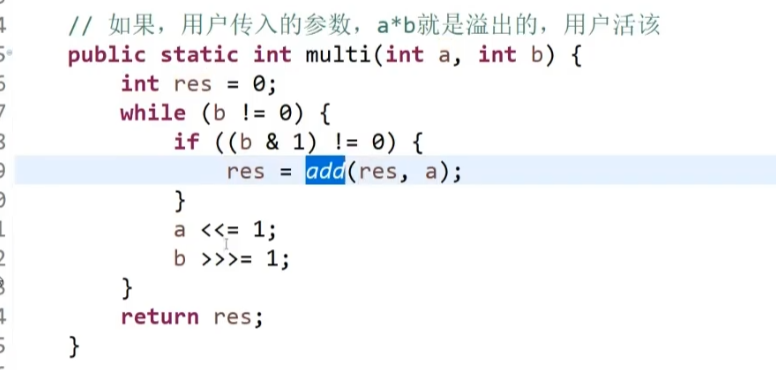 // 如果，用户传入的参数，a*b就是溢出的，用户活该
public static int multi(int a, int b) {
int res = 0;
while (b != 0) {
if ((b & 1) != 0) {
res = add(res, a);
}
a <<= 1;
b >>>= 1;
}
return res;
}